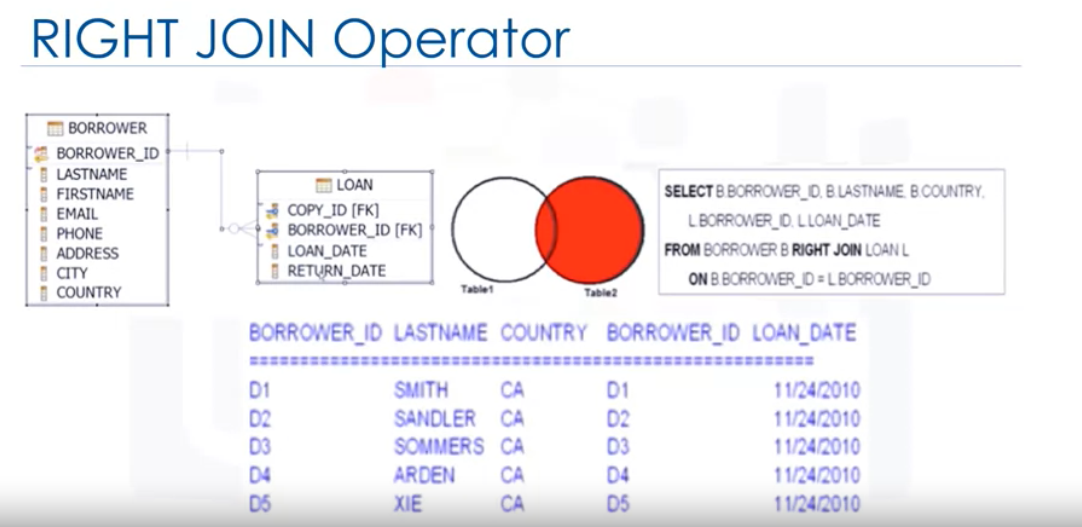 RIGHT JOIN Operator
BORROWER
BORROWER_ID
LASTNAME
FIRSTNAME
EMAIL
PHONE
ADDRESS
CITY
COUNTRY
LOAN
COPY_ID [FK]
BORROWER_ID [FK]
LOAN_DATE
RETURN_DATE
Table1
Table2
SELECT B.BORROWER_ID, B.LASTNAME, B.COUNTRY,
L.BORROWER_ID, L.LOAN_DATE
FROM BORROWER B RIGHT JOIN LOAN L
ON B.BORROWER_ID = L.BORROWER_ID
BORROWER_ID LASTNAME COUNTRY BORROWER_ID LOAN_DATE
D1 SMITH CA D1 11/24/2010
D2 SANDLER CA D2 11/24/2010
D3 SOMMERS CA D3 11/24/2010
D4 ARDEN CA D4 11/24/2010
D5 XIE CA D5 11/24/2010